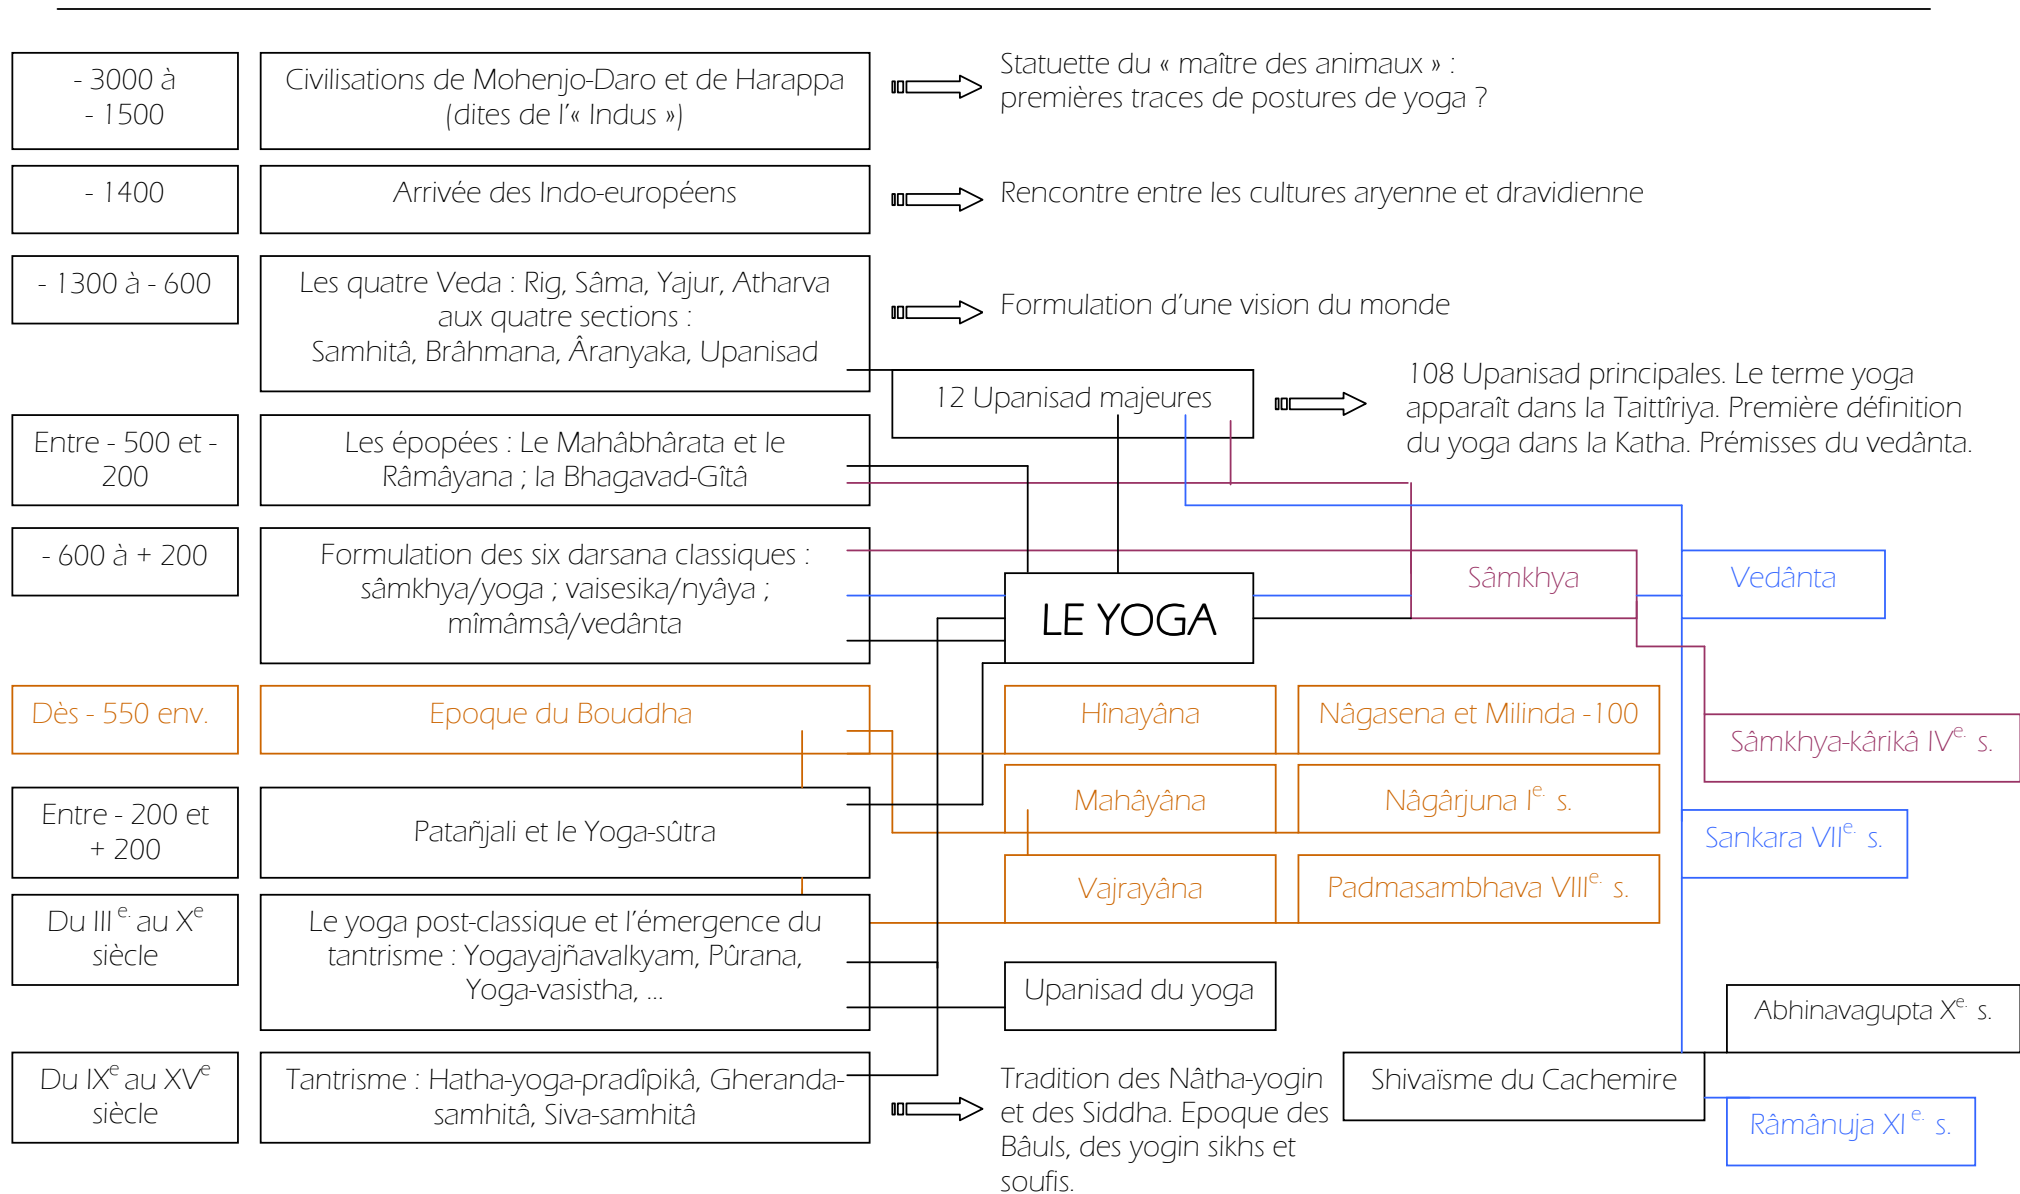 - 3000 à
- 1500
Civilisations de Mohenjo-Daro et de Harappa
(dites de l'« Indus »)
Statuette du « maître des animaux » :
premières traces de postures de yoga ?
- 1400
Arrivée des Indo-européens
Rencontre entre les cultures aryenne et dravidienne
- 1300 à - 600
Les quatre Veda : Rig, Sâma, Yajur, Atharva
aux quatre sections :
Samhitâ, Brâhmana, Âranyaka, Upanisad
Formulation d'une vision du monde
12 Upanisad majeures
108 Upanisad principales. Le terme yoga
apparaît dans la Taittîriya. Première définition
du yoga dans la Katha. Prémisses du vedânta.
Entre - 500 et -
200
Les épopées : Le Mahâbhârata et le
Râmâyana ; la Bhagavad-Gîtâ
- 600 à + 200
Formulation des six darsana classiques :
sâmkhya/yoga ; vaisesika/nyâya ;
mîmâmsâ/vedânta
LE YOGA
Sâmkhya
Vedânta
Dès - 550 env.
Epoque du Bouddha
Hînayâna
Nâgasena et Milinda -100
Sâmkhya-kârikâ IVe. s.
Entre - 200 et
+ 200
Patañjali et le Yoga-sûtra
Mahâyâna
Nâgârjuna Ie. s.
Sankara VIIe. s.
Vajrayâna
Padmasambhava VIIIe. s.
Du IIIe. au Xe
siècle
Le yoga post-classique et l'émergence du
tantrisme : Yogayajñavalkyam, Pûrana,
Yoga-vasistha, ...
Upanisad du yoga
Abhinavagupta Xe. s.
Du IXe au XVe
siècle
Tantrisme : Hatha-yoga-pradîpikâ, Gheranda-
samhitâ, Siva-samhitâ
Tradition des Nâtha-yogin
et des Siddha. Epoque des
Bâuls, des yogin sikhs et
soufis.
Shivaïsme du Cachemire
Râmânuja XIe. s.